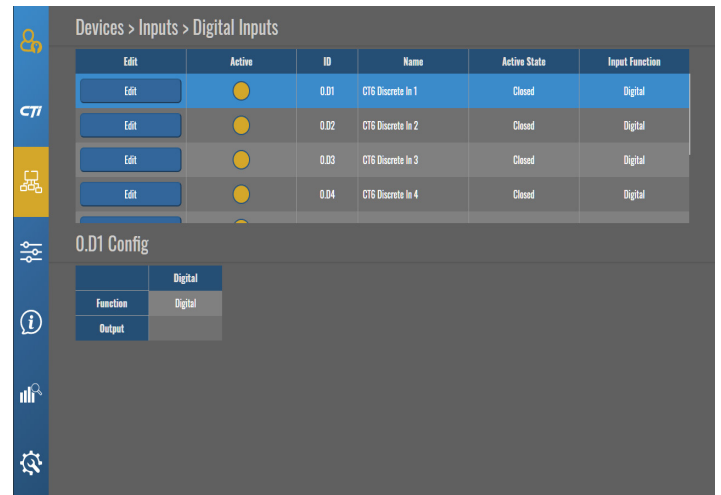 Devices > Inputs > Digital Inputs
Edit Active ID Name Active State Input Function
Edit 0.D1 CT6 Discrete In 1 Closed Digital
Edit 0.D2 CT6 Discrete In 2 Closed Digital
Edit 0.D3 CT6 Discrete In 3 Closed Digital
Edit 0.D4 CT6 Discrete In 4 Closed Digital
CTI
0.D1 Config
Digital
Function Digital
Output
i